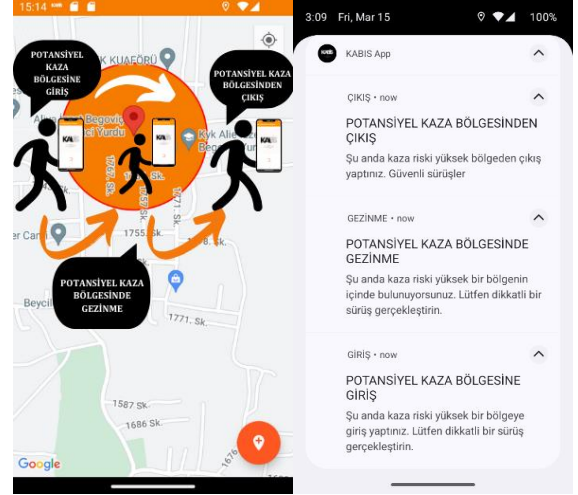 15:14
POTANSİYEL
KAZA
BÖLGESİNE
GİRİŞ
K KUAFÖRÜ
POTANSİYEL KAZA
BÖLGESİNDEN
ÇIKIŞ
Begoviç
Yurdu
Kyk Alie
1755. Sk.
POTANSİYEL KAZA
BÖLGESİNDE
GEZİNME
Beycil
1771. Sk.
1587 Sk.
1686 Sk.
Google
3:09 Fri, Mar 15
100%
KABIS App
ÇIKIŞ • now
POTANSİYEL KAZA BÖLGESİNDEN
ÇIKIŞ
Şu anda kaza riski yüksek bölgeden çıkış
yaptınız. Güvenli sürüşler
GEZİNME • now
POTANSİYEL KAZA BÖLGESİNDE
GEZİNME
Şu anda kaza riski yüksek bir bölgenin
içinde bulunuyorsunuz. Lütfen dikkatli bir
sürüş gerçekleştirin.
GİRİŞ • now
POTANSİYEL KAZA BÖLGESİNE
GİRİŞ
Şu anda kaza riski yüksek bir bölgeye
giriş yaptınız. Lütfen dikkatli bir sürüş
gerçekleştirin.